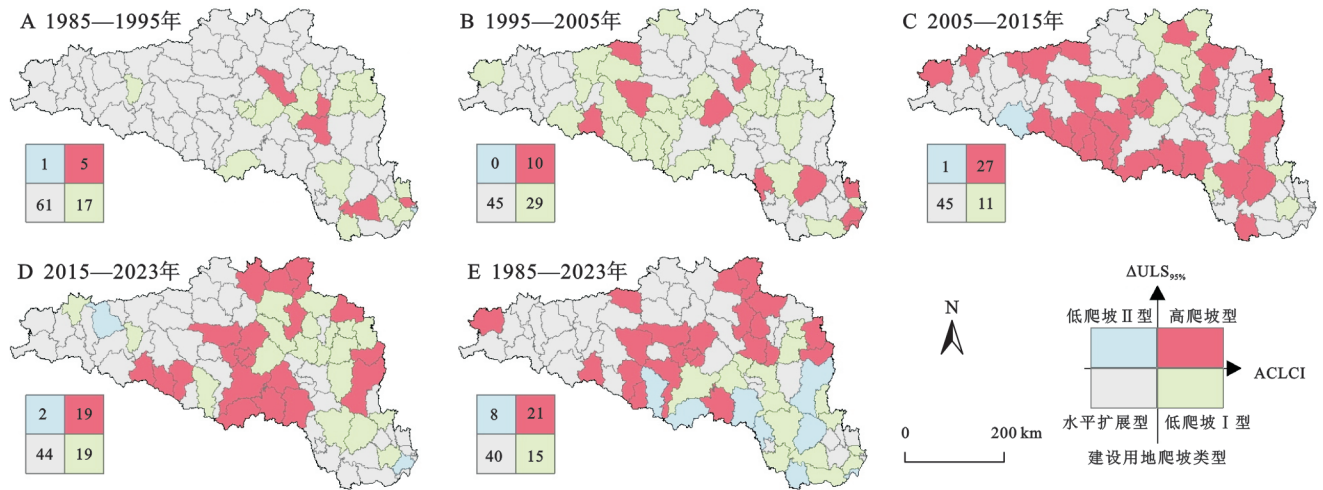 A 1985—1995年
1 5
61 17
B 1995—2005年
0 10
45 29
C 2005—2015年
1 27
45 11
D 2015—2023年
2 19
44 19
E 1985—2023年
8 21
40 15
N
0 200 km
ΔULS95%
低爬坡Ⅱ型 高爬坡型
ACLCI
水平扩展型 低爬坡Ⅰ型
建设用地爬坡类型